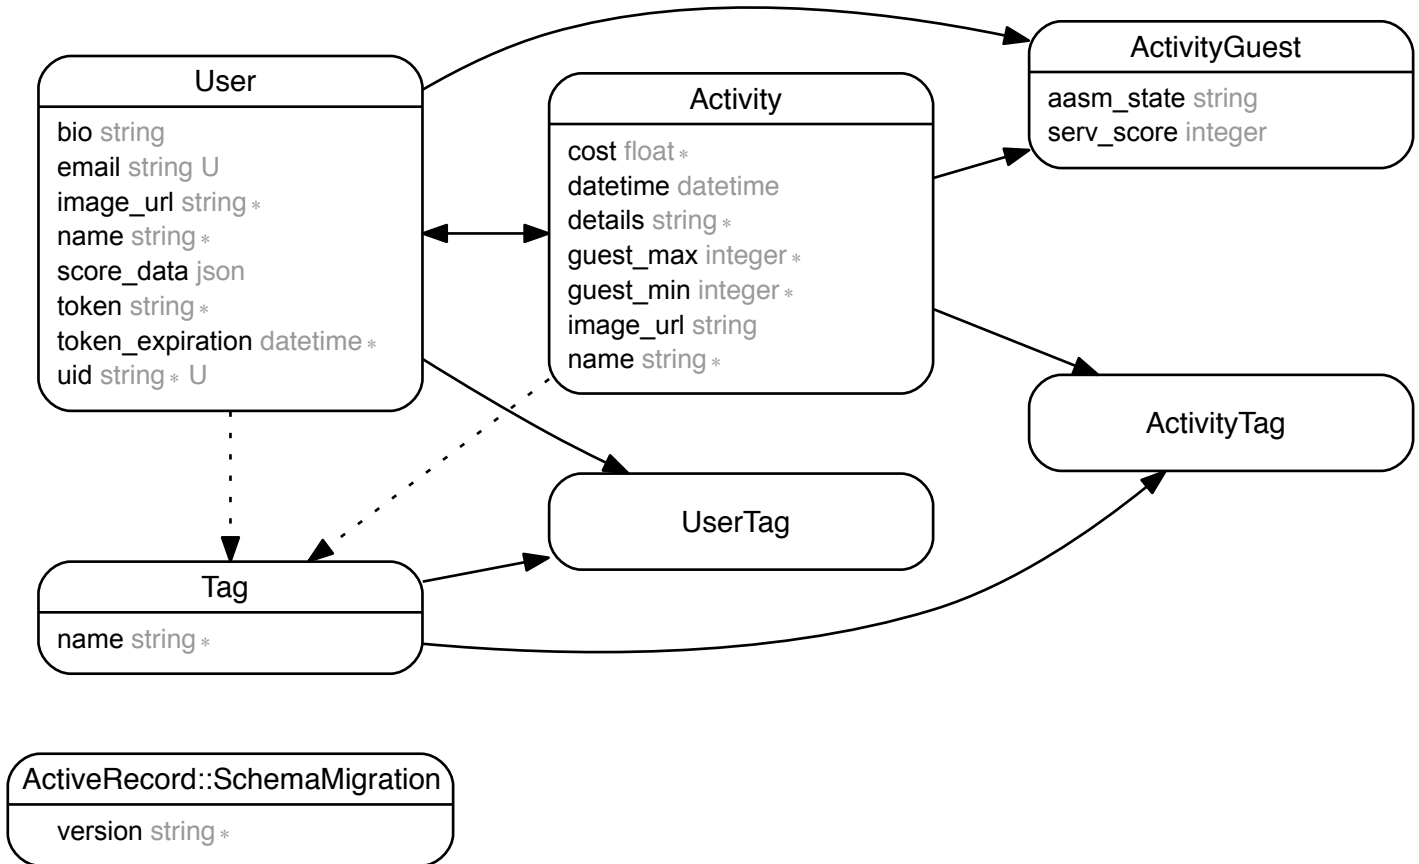 User
bio string
email string U
image_url string *
name string *
score_data json
token string *
token_expiration datetime *
uid string * U
Activity
cost float *
datetime datetime
details string *
guest_max integer *
guest_min integer *
image_url string
name string *
ActivityGuest
aasm_state string
serv_score integer
ActivityTag
UserTag
Tag
name string *
ActiveRecord::SchemaMigration
version string *